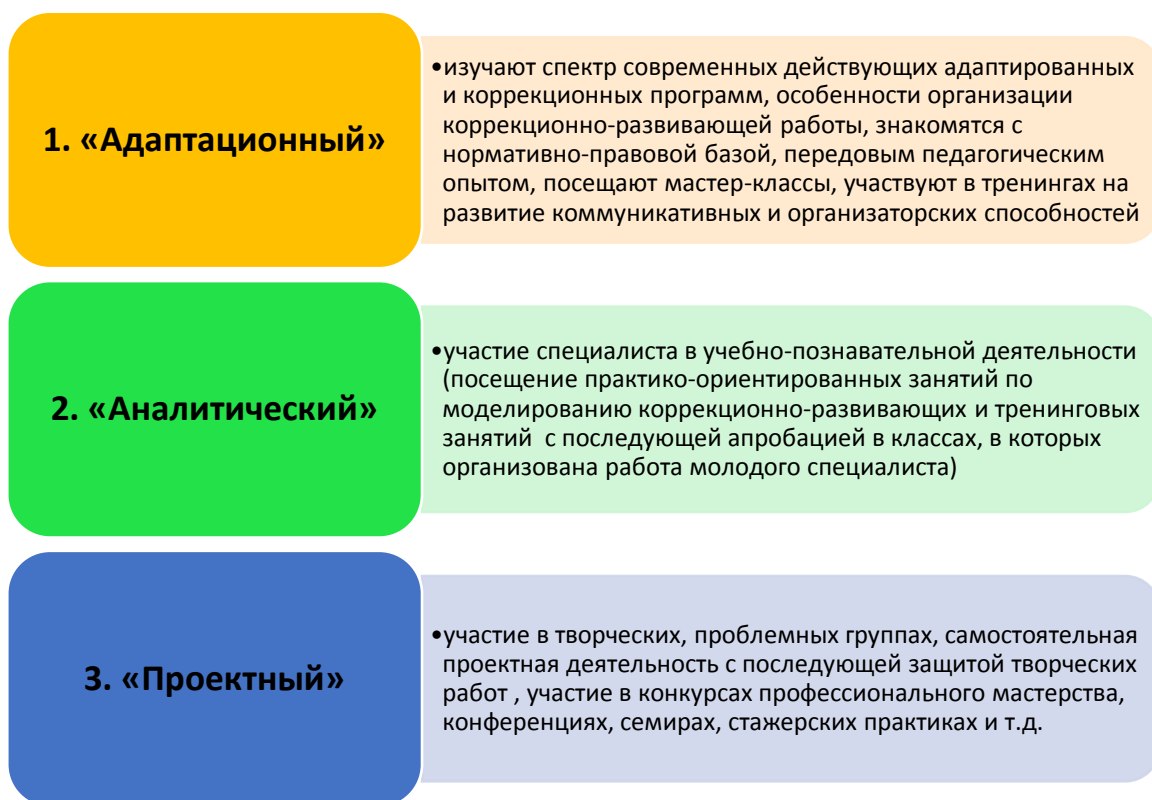 1. «Адаптационный»
•изучают спектр современных действующих адаптированных
и коррекционных программ, особенности организации
коррекционно-развивающей работы, знакомятся с
нормативно-правовой базой, передовым педагогическим
опытом, посещают мастер-классы, участвуют в тренингах на
развитие коммуникативных и организаторских способностей
2. «Аналитический»
•участие специалиста в учебно-познавательной деятельности
(посещение практико-ориентированных занятий по
моделированию коррекционно-развивающих и тренинговых
занятий  с последующей апробацией в классах, в которых
организована работа молодого специалиста)
3. «Проектный»
•участие в творческих, проблемных группах, самостоятельная
проектная деятельность с последующей защитой творческих
работ , участие в конкурсах профессионального мастерства,
конференциях, семирах, стажерских практиках и т.д.